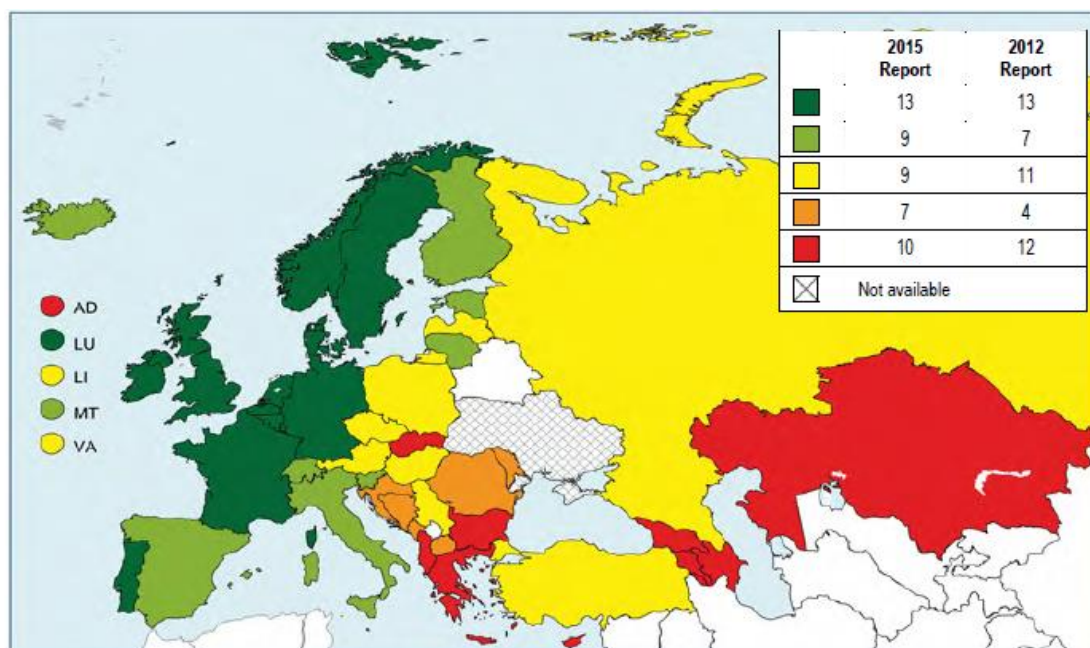 2015 2012
Report Report
13 13
9 7
9 11
7 4
10 12
Not available
AD
LU
LI
MT
VA